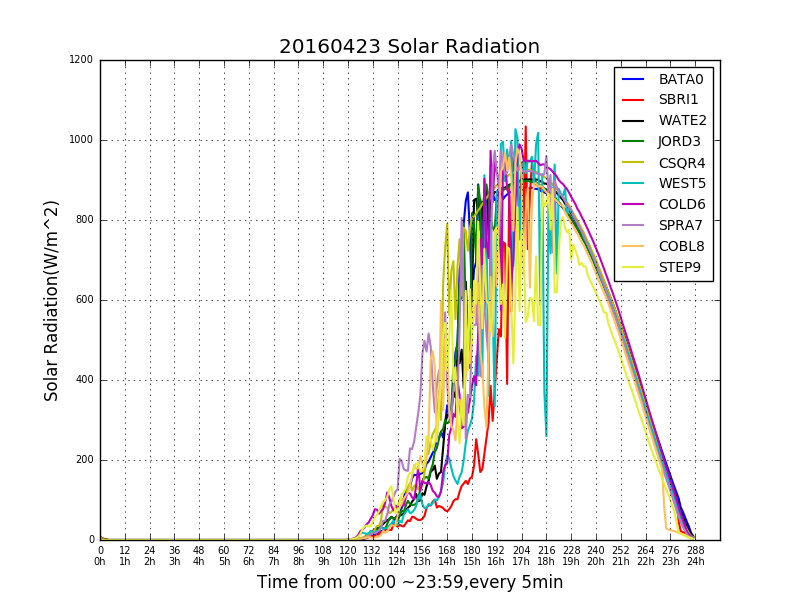 20160423 Solar Radiation
1200
1000
800
600
400
200
0
Solar Radiation(W/m^2)
BATA0
SBRI1
WATE2
JORD3
CSQR4
WEST5
COLD6
SPRA7
COBL8
STEP9
0 12 24 36 48 60 72 84 96 108 120 132 144 156 168 180 192 204 216 228 240 252 264 276 288
0h 1h 2h 3h 4h 5h 6h 7h 8h 9h 10h 11h 12h 13h 14h 15h 16h 17h 18h 19h 20h 21h 22h 23h 24h
Time from 00:00 ~23:59,every 5min